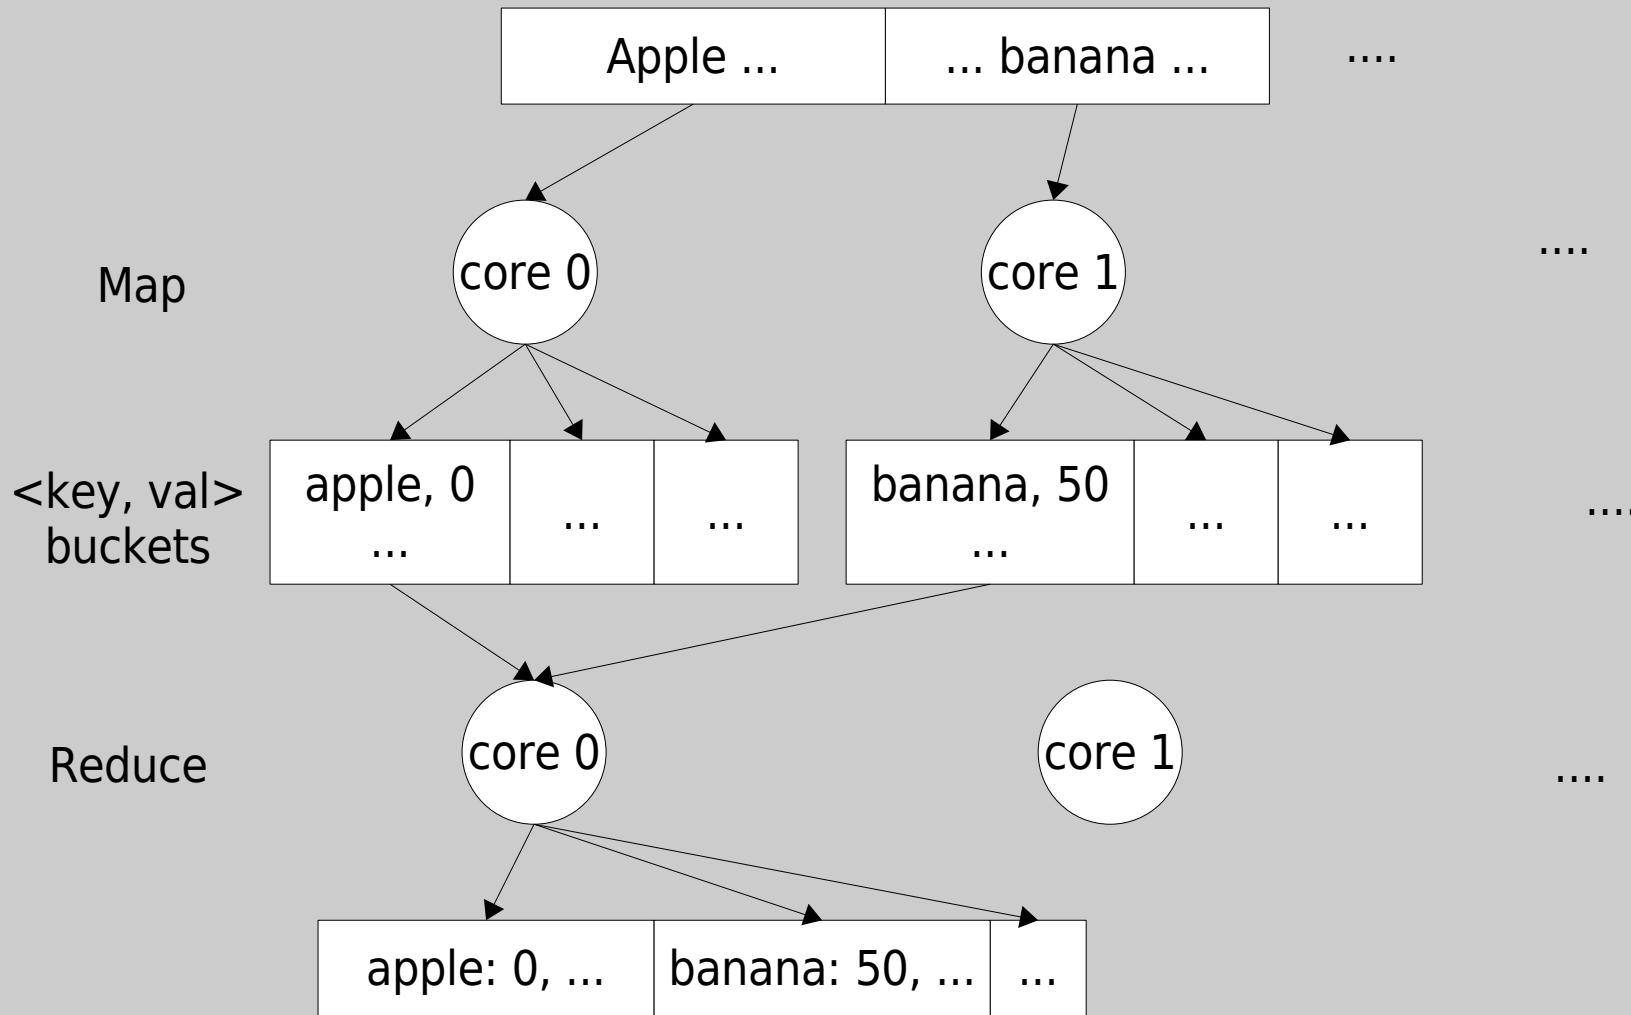 Apple ...
... banana ...
....
Map
core 0
core 1
....
<key, val>
buckets
apple, 0
...
...
...
banana, 50
...
...
...
....
Reduce
core 0
core 1
....
apple: 0, ...
banana: 50, ...
...